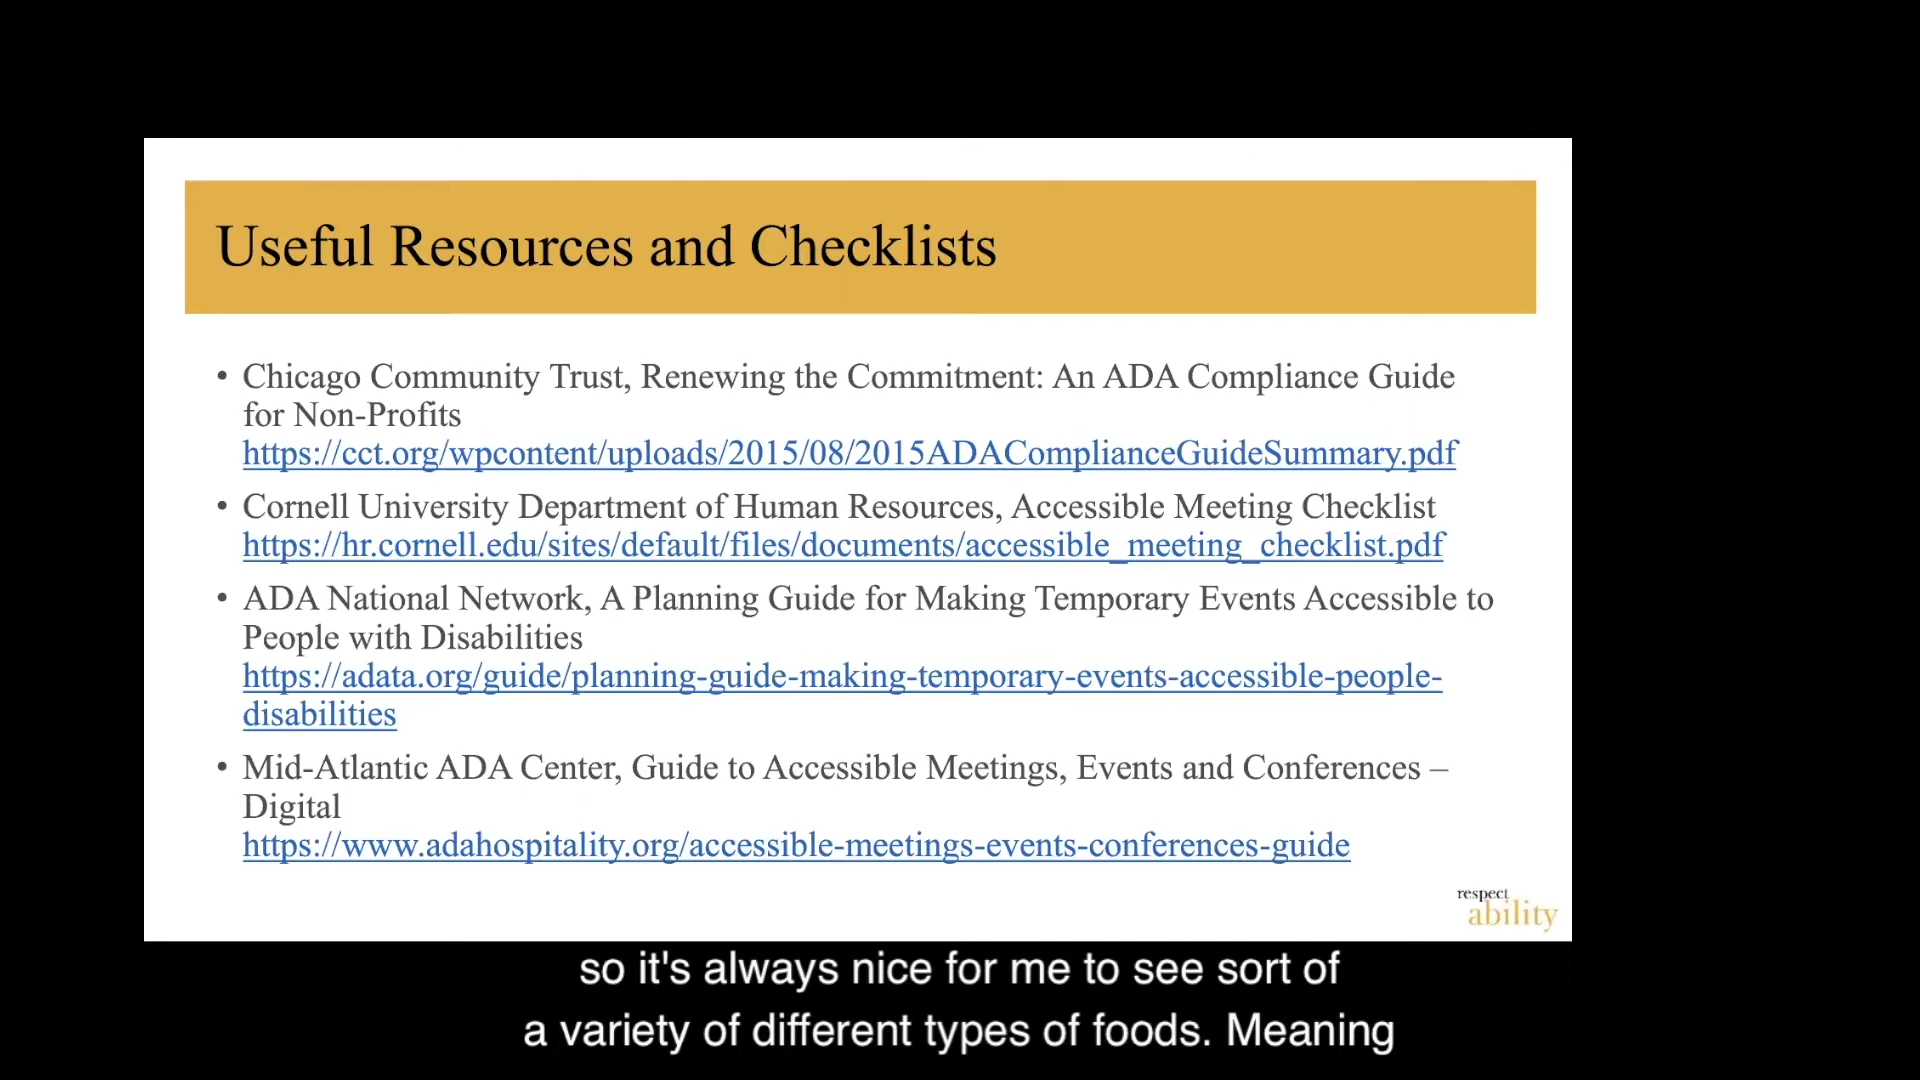 Useful Resources and Checklists
• Chicago Community Trust, Renewing the Commitment: An ADA Compliance Guide
for Non-Profits
https://cct.org/wpcontent/uploads/2015/08/2015ADAComplianceGuideSummary.pdf
• Cornell University Department of Human Resources, Accessible Meeting Checklist
https://hr.cornell.edu/sites/default/files/documents/accessible_meeting_checklist.pdf
• ADA National Network, A Planning Guide for Making Temporary Events Accessible to
People with Disabilities
https://adata.org/guide/planning-guide-making-temporary-events-accessible-people-
disabilities
• Mid-Atlantic ADA Center, Guide to Accessible Meetings, Events and Conferences –
Digital
https://www.adahospitality.org/accessible-meetings-events-conferences-guide
respect
ability
so it's always nice for me to see sort of
a variety of different types of foods. Meaning